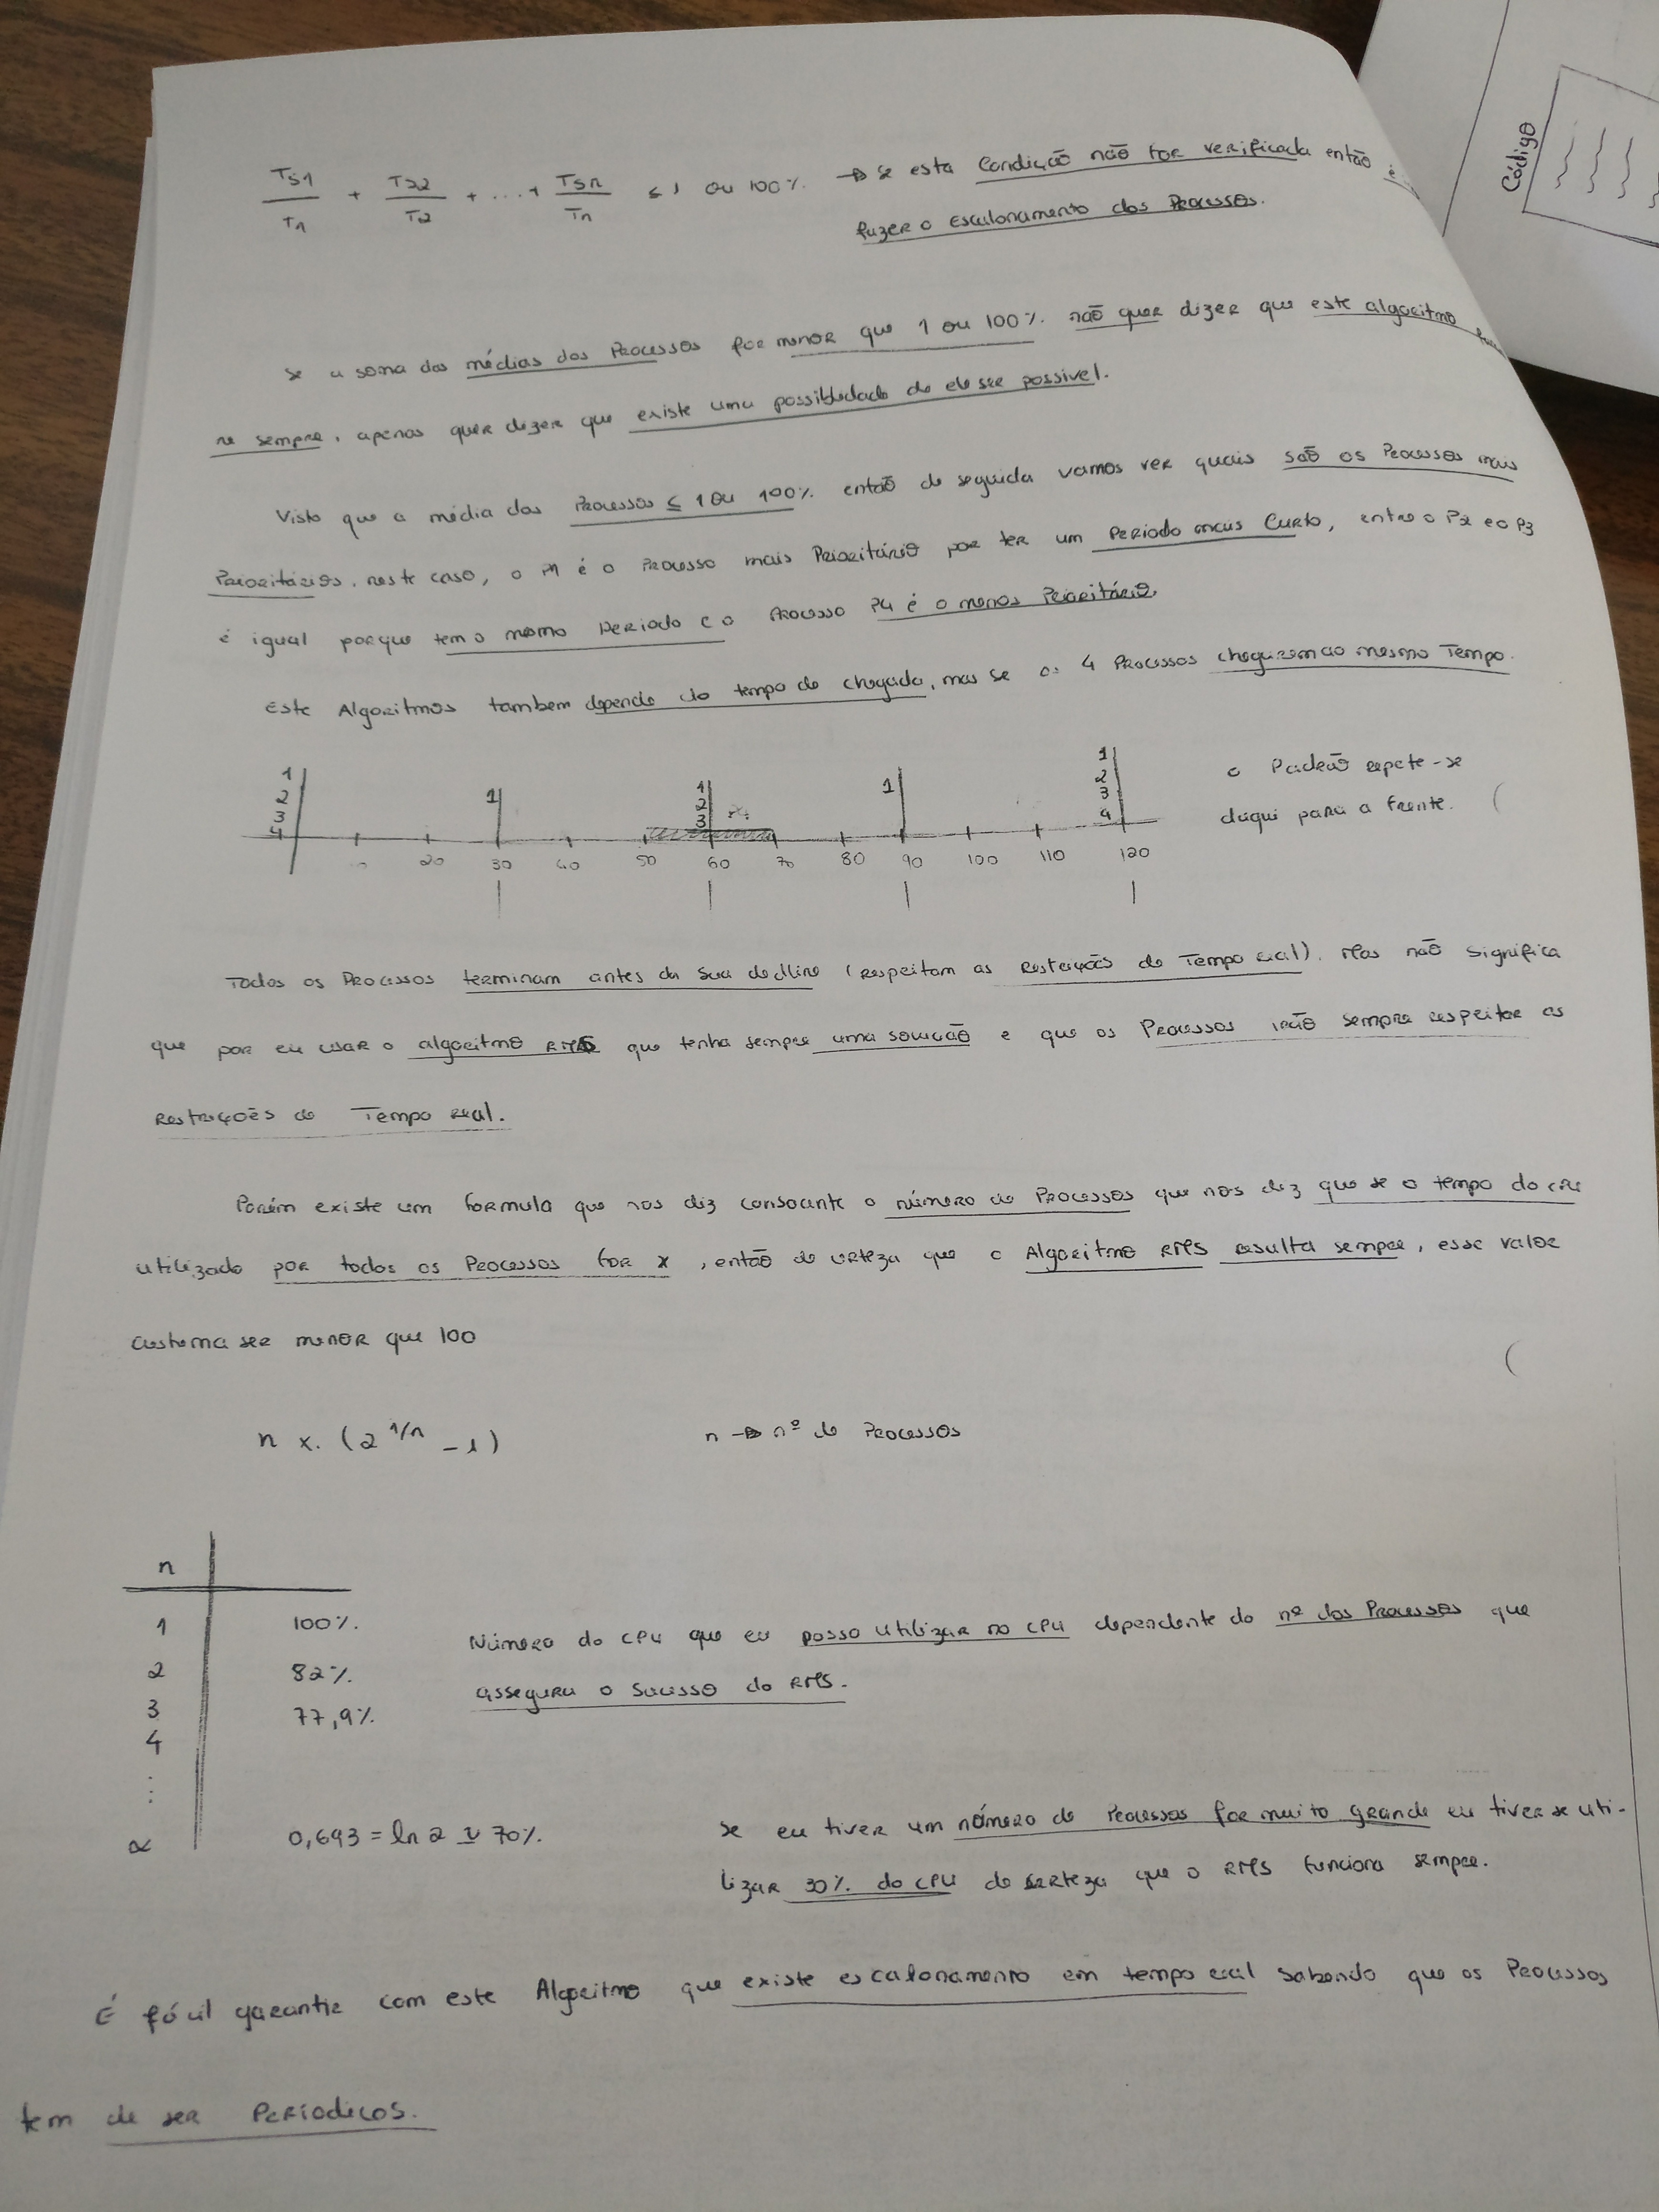 Ts1/T1 + Ts2/T2 + ... + Tsn/Tn ≤ 1 ou 100%. → se esta condição não for verificada então é
fazer o escalonamento dos Processos.
Código
Se a soma das médias dos Processos for menor que 1 ou 100%. não quer dizer que este algoritmo
ne sempre, apenas quer dizer que existe uma possiblidade de ele ser possivel.
Visto que a média dos Processos ≤ 1 ou 100% então de seguida vamos ver quais são os Processos mais
Prioritários. neste caso, o P1 é o Processo mais Prioritário por ter um Periodo mais Curto, entre o P2 e o P3
é igual porque tem o mesmo Periodo e o Processo P4 é o menos Prioritário.
Este Algoritmos tambem depende do tempo de chegada, mas se os 4 Processos chegarem ao mesmo Tempo.
1 2 3 4 1 1 2 3 1 1 2 3 4
o Padrão repete-se
daqui para a frente.
20 30 40 50 60 70 80 90 100 110 120
Todos os Processos terminam antes da sua dedline (respeitam as restrições de Tempo real). Mas não significa
que por eu usar o algoritmo RMS que tenha sempre uma solução e que os Processos irão sempre respeitar as
Restrições de Tempo real.
Porém existe um formula que nos diz consoante o número de Processos que nos diz que se o tempo do CPU
utilizado por todos os Processos for x, então de certeza que o Algoritmo RMS resulta sempre, esse valor
customa ser menor que 100
n x. (2^1/n - 1)
n → nº de Processos
n
1 100%.
2 82%.
3 77,9%.
4
:
∝ 0,693 = ln 2 ≃ 70%.
Número do CPU que eu posso utilizar no CPU dependente do nº dos Processos que
assegura o sucesso do RMS.
Se eu tiver um número de Processos for muito grande eu tiver se uti-
lizar 30%. do CPU de certeza que o RMS funciona sempre.
É fácil garantir com este Algoritmo que existe escalonamento em tempo real sabendo que os Processos
tem de ser Periodicos.